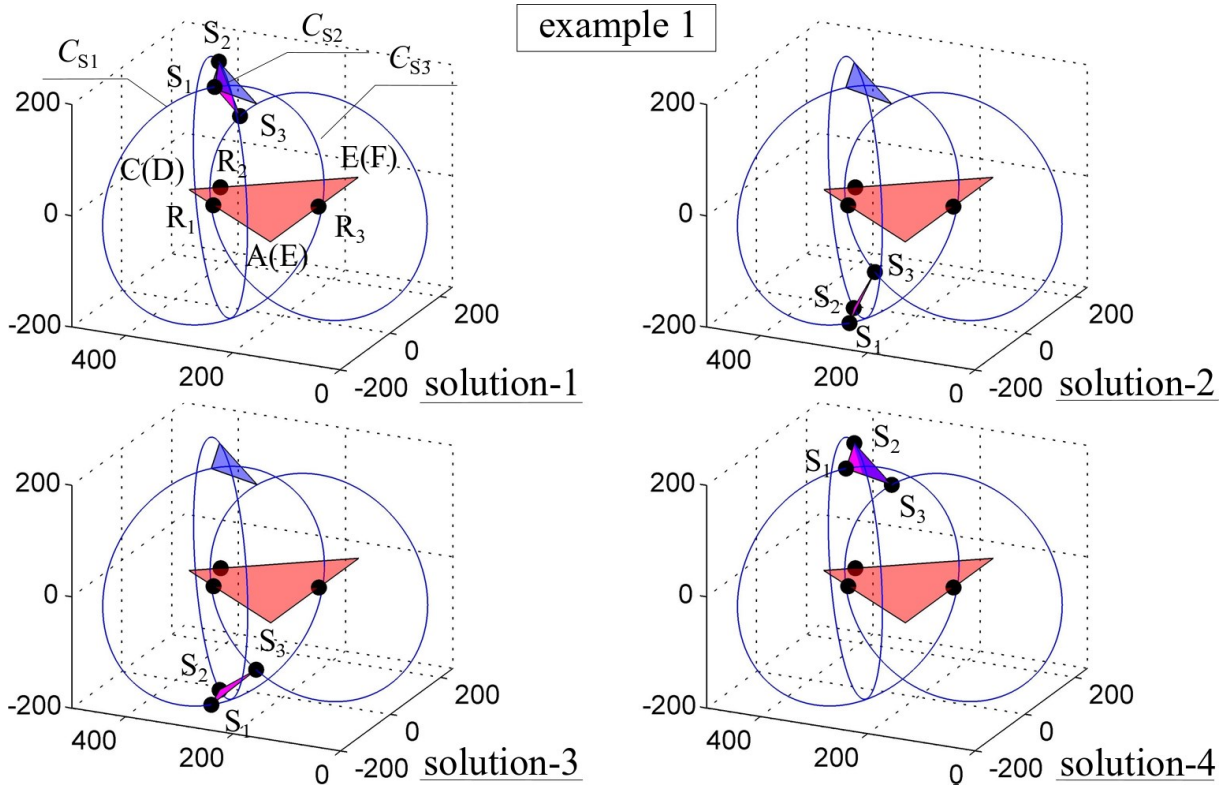 example 1
S2
CS2
CS1
CS3
S1
S3
200
E(F)
C(D)
R2
0
R1
R3
A(E)
-200
400
200
0
-200
0
200
solution-1
200
0
S3
S2
-200
S1
400
200
0
-200
0
200
solution-2
200
0
S3
S2
-200
S1
400
200
0
-200
0
200
solution-3
S2
S1
200
S3
0
-200
400
200
0
-200
0
200
solution-4